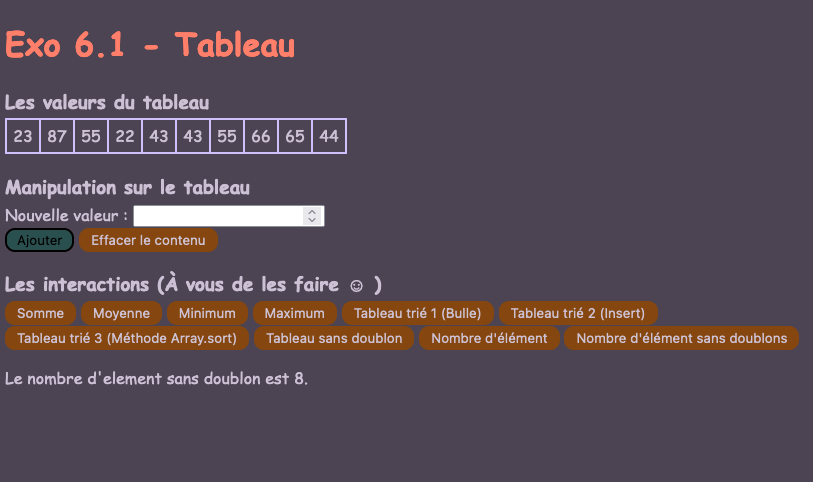 Exo 6.1 - Tableau
Les valeurs du tableau
23 87 55 22 43 43 55 66 65 44
Manipulation sur le tableau
Nouvelle valeur :
Ajouter Effacer le contenu
Les interactions (À vous de les faire ☺ )
Somme Moyenne Minimum Maximum Tableau trié 1 (Bulle) Tableau trié 2 (Insert)
Tableau trié 3 (Méthode Array.sort) Tableau sans doublon Nombre d'élément Nombre d'élément sans doublons
Le nombre d'element sans doublon est 8.